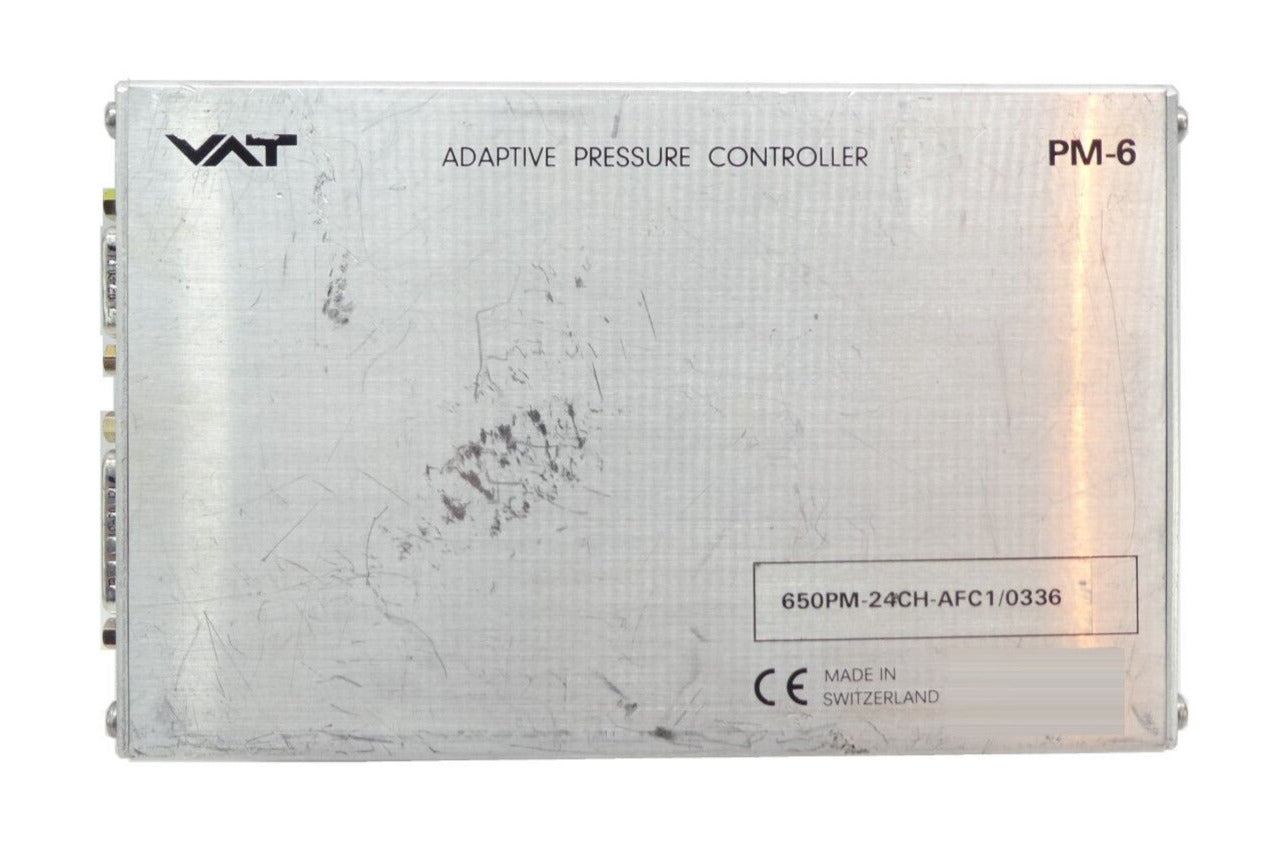 VAT ADAPTIVE PRESSURE CONTROLLER PM-6
650PM-24CH-AFC1/0336
CE MADE IN
SWITZERLAND